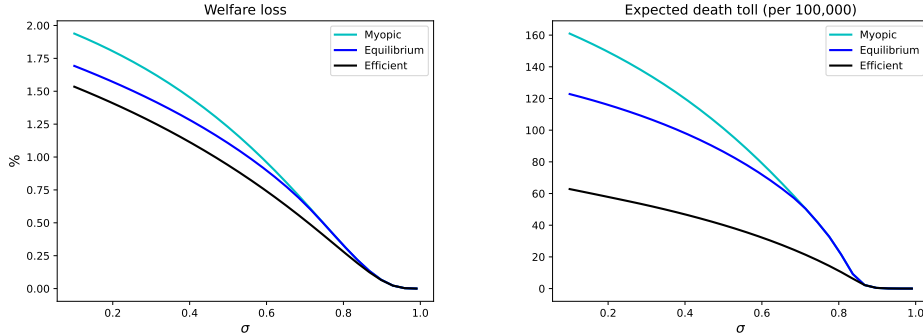 Welfare loss
2.00
1.75
1.50
1.25
1.00
0.75
0.50
0.25
0.00
%
0.2 0.4 0.6 0.8 1.0
σ
Myopic
Equilibrium
Efficient
Expected death toll (per 100,000)
160
140
120
100
80
60
40
20
0
0.2 0.4 0.6 0.8 1.0
σ
Myopic
Equilibrium
Efficient